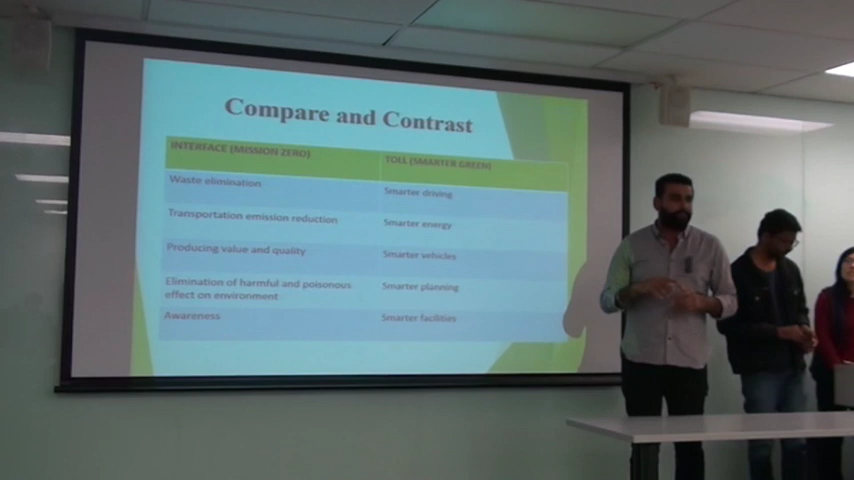 Compare and Contrast
INTERFACE (MISSION ZERO) TOLL (SMARTER GREEN)
Waste elimination Smarter driving
Transportation emission reduction Smarter energy
Producing value and quality Smarter vehicles
Elimination of harmful and poisonous Smarter planning
effect on environment
Awareness Smarter facilities